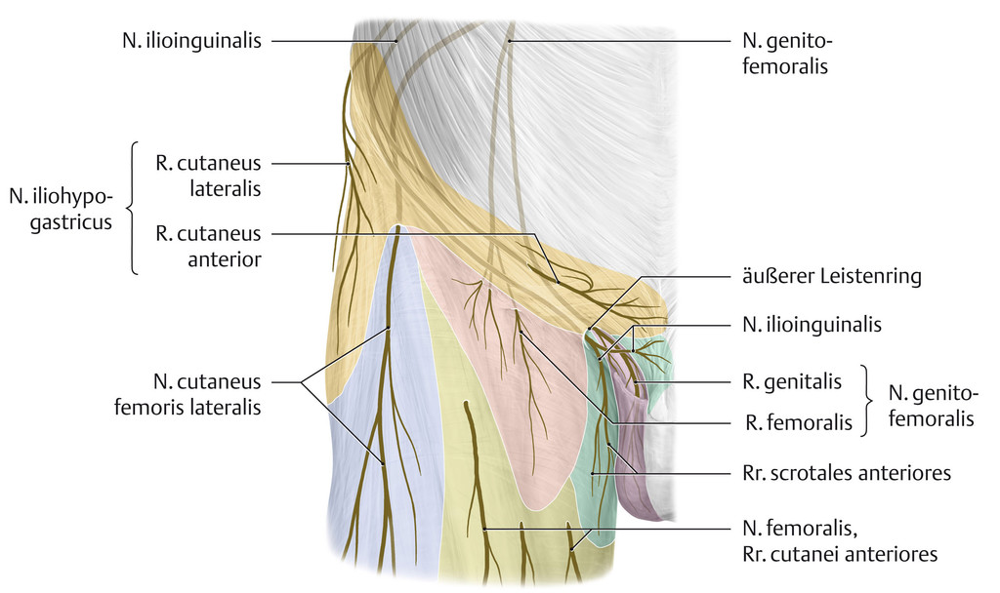 N. ilioinguinalis
N. genito-
femoralis
R. cutaneus
lateralis
N. iliohypo-
gastricus
R. cutaneus
anterior
äußerer Leistenring
N. ilioinguinalis
N. cutaneus
femoris lateralis
R. genitalis
R. femoralis
N. genito-
femoralis
Rr. scrotales anteriores
N. femoralis,
Rr. cutanei anteriores